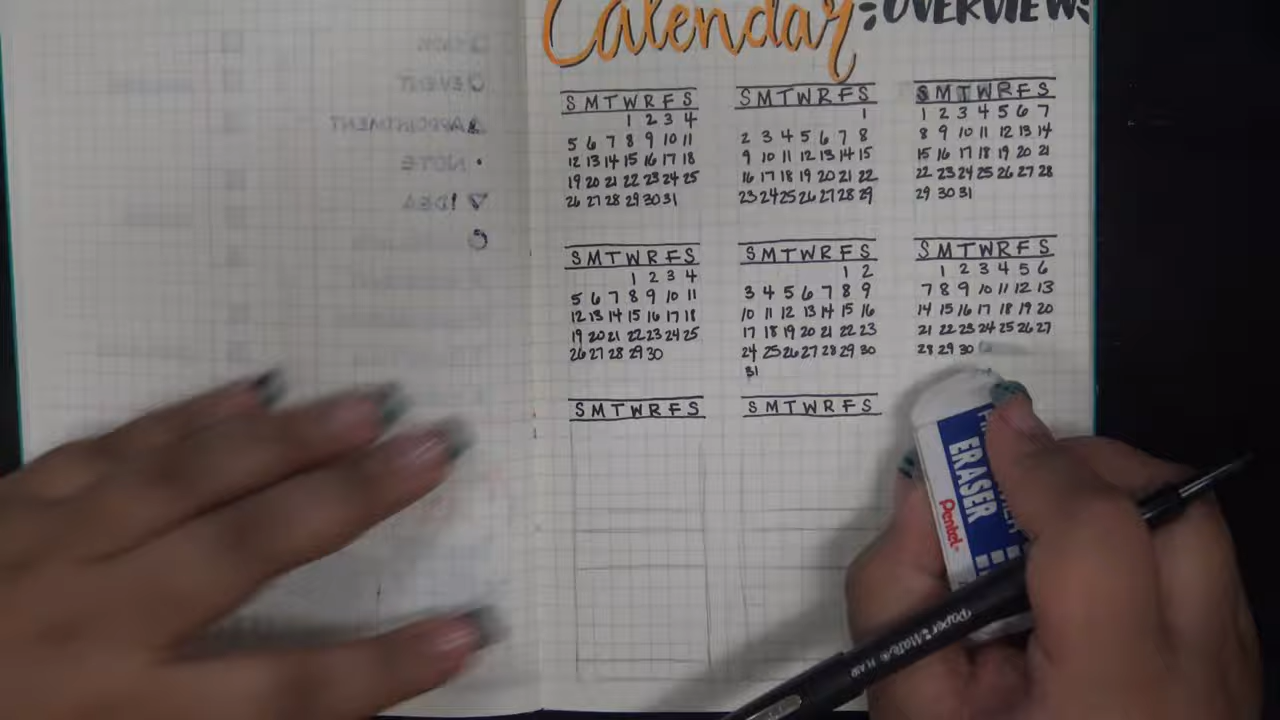 Calendar OVERVIEW
S M T W R F S
1 2 3 4
5 6 7 8 9 10 11
12 13 14 15 16 17 18
19 20 21 22 23 24 25
26 27 28 29 30 31
S M T W R F S
1
2 3 4 5 6 7 8
9 10 11 12 13 14 15
16 17 18 19 20 21 22
23 24 25 26 27 28 29
S M T W R F S
1 2 3 4 5 6 7
8 9 10 11 12 13 14
15 16 17 18 19 20 21
22 23 24 25 26 27 28
29 30 31
S M T W R F S
1 2 3 4
5 6 7 8 9 10 11
12 13 14 15 16 17 18
19 20 21 22 23 24 25
26 27 28 29 30
S M T W R F S
1 2
3 4 5 6 7 8 9
10 11 12 13 14 15 16
17 18 19 20 21 22 23
24 25 26 27 28 29 30
31
S M T W R F S
1 2 3 4 5 6
7 8 9 10 11 12 13
14 15 16 17 18 19 20
21 22 23 24 25 26 27
28 29 30
S M T W R F S
S M T W R F S
EVENT
APPOINTMENT
NOTE
IDEA
ERASER
Pentel
Paper Mate FLAIR